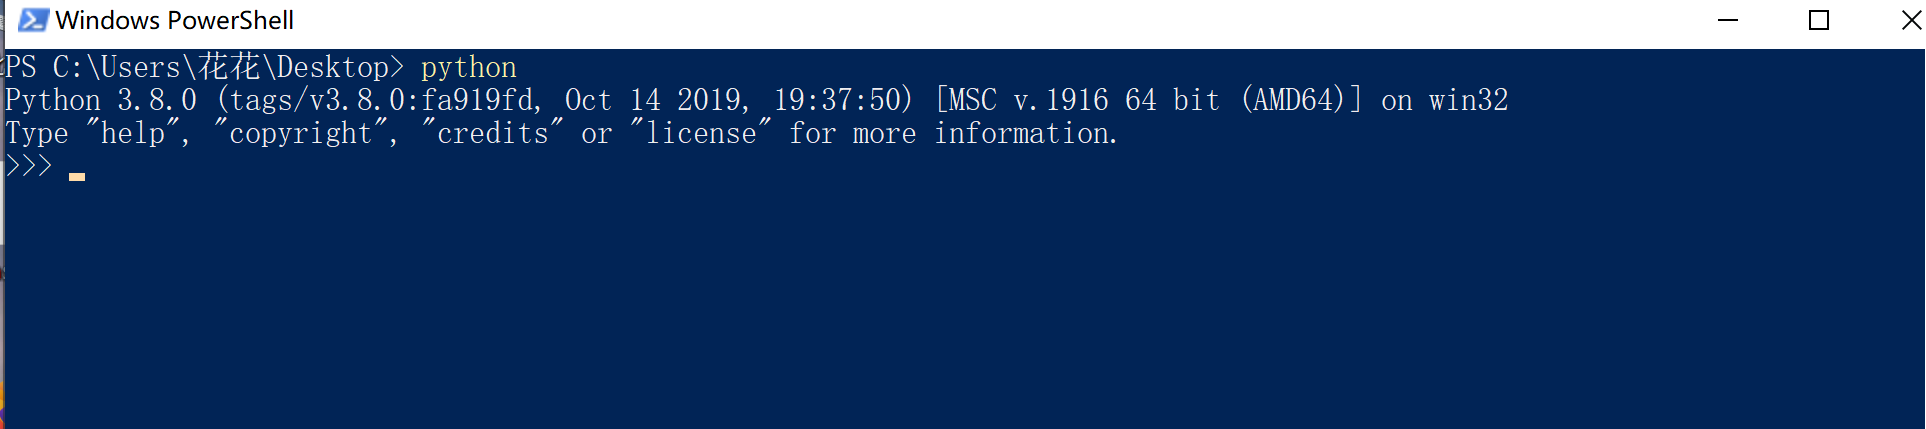 Windows PowerShell
PS C:\Users\花花\Desktop> python
Python 3.8.0 (tags/v3.8.0:fa919fd, Oct 14 2019, 19:37:50) [MSC v.1916 64 bit (AMD64)] on win32
Type "help", "copyright", "credits" or "license" for more information.
>>>